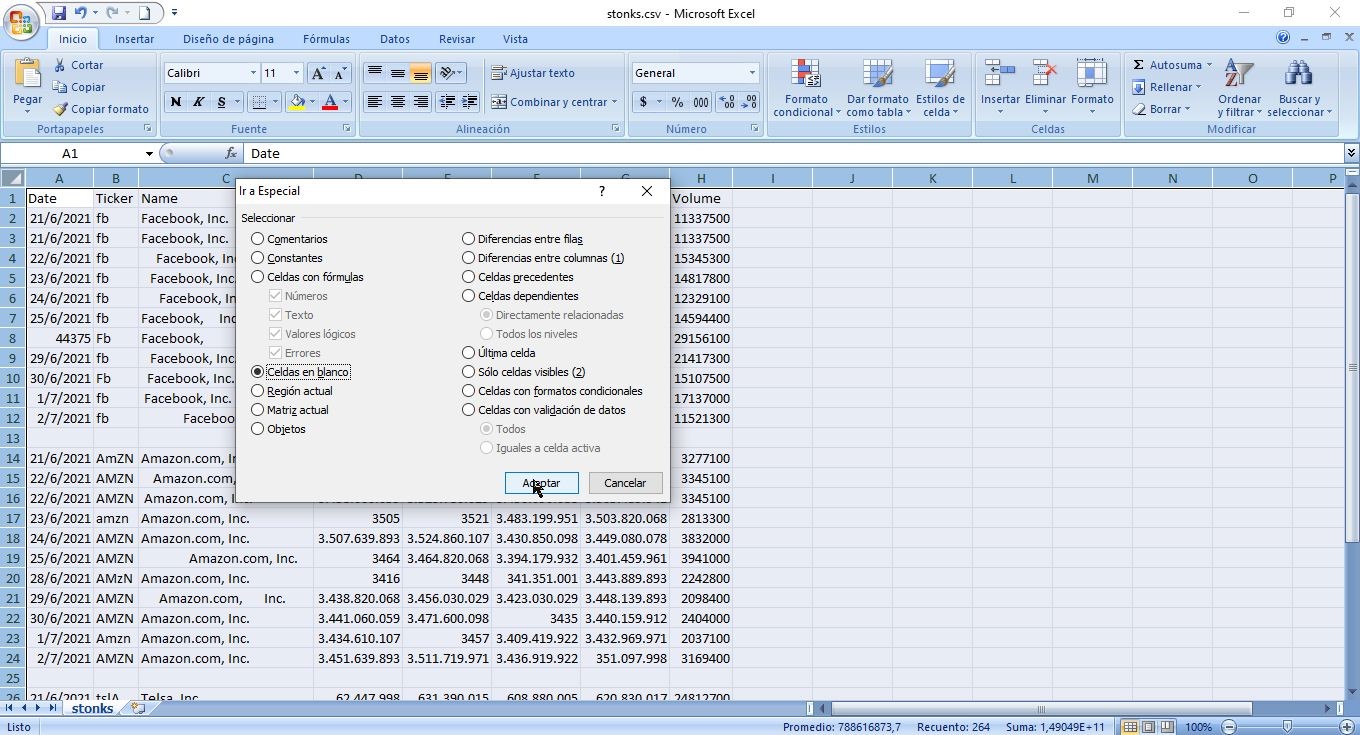 stonks.csv - Microsoft Excel
Inicio Insertar Diseño de página Fórmulas Datos Revisar Vista
Pegar
Cortar
Copiar
Copiar formato
Portapapeles
Calibri 11
N K S
Fuente
Ajustar texto
Combinar y centrar
Alineación
General
$ % 000
Número
Formato condicional
Dar formato como tabla
Estilos de celda
Estilos
Insertar Eliminar Formato
Celdas
Σ Autosuma
Rellenar
Borrar
Ordenar y filtrar
Buscar y seleccionar
Modificar
A1 fx Date
A B C D E F G H I J K L M N O P
1 Date Ticker Name Volume
2 21/6/2021 fb Facebook, Inc. 11337500
3 21/6/2021 fb Facebook, Inc. 11337500
4 22/6/2021 fb Facebook, In 15345300
5 23/6/2021 fb Facebook, Inc. 14817800
6 24/6/2021 fb Facebook, In 12329100
7 25/6/2021 fb Facebook, Inc 14594400
8 44375 Fb Facebook, 29156100
9 29/6/2021 fb Facebook, Inc. 21417300
10 30/6/2021 Fb Facebook, Inc. 15107500
11 1/7/2021 fb Facebook, Inc. 17137000
12 2/7/2021 fb Faceboo 11521300
13
14 21/6/2021 AmZN Amazon.com, I 3277100
15 22/6/2021 AMZN Amazon.com, 3345100
16 22/6/2021 AMZN Amazon.com, I 3345100
17 23/6/2021 amzn Amazon.com, Inc. 3505 3521 3.483.199.951 3.503.820.068 2813300
18 24/6/2021 AMZN Amazon.com, Inc. 3.507.639.893 3.524.860.107 3.430.850.098 3.449.080.078 3832000
19 25/6/2021 AMZN Amazon.com, Inc. 3464 3.464.820.068 3.394.179.932 3.401.459.961 3941000
20 28/6/2021 AMzN Amazon.com, Inc. 3416 3448 341.351.001 3.443.889.893 2242800
21 29/6/2021 AMZN Amazon.com, Inc. 3.438.820.068 3.456.030.029 3.423.030.029 3.448.139.893 2098400
22 30/6/2021 AMZN Amazon.com, Inc. 3.441.060.059 3.471.600.098 3435 3.440.159.912 2404000
23 1/7/2021 Amzn Amazon.com, Inc. 3.434.610.107 3457 3.409.419.922 3.432.969.971 2037100
24 2/7/2021 AMZN Amazon.com, Inc. 3.451.639.893 3.511.719.971 3.436.919.922 351.097.998 3169400
25
26 21/6/2021 tslA Telsa, Inc 62.447.998 631.390.015 608.880.005 620.830.017 24812700
Ir a Especial ?
Seleccionar
Comentarios
Constantes
Celdas con fórmulas
Números
Texto
Valores lógicos
Errores
Celdas en blanco
Región actual
Matriz actual
Objetos
Diferencias entre filas
Diferencias entre columnas (1)
Celdas precedentes
Celdas dependientes
Directamente relacionadas
Todos los niveles
Última celda
Sólo celdas visibles (2)
Celdas con formatos condicionales
Celdas con validación de datos
Todos
Iguales a celda activa
Aceptar Cancelar
stonks
Listo Promedio: 788616873,7 Recuento: 264 Suma: 1,49049E+11 100%